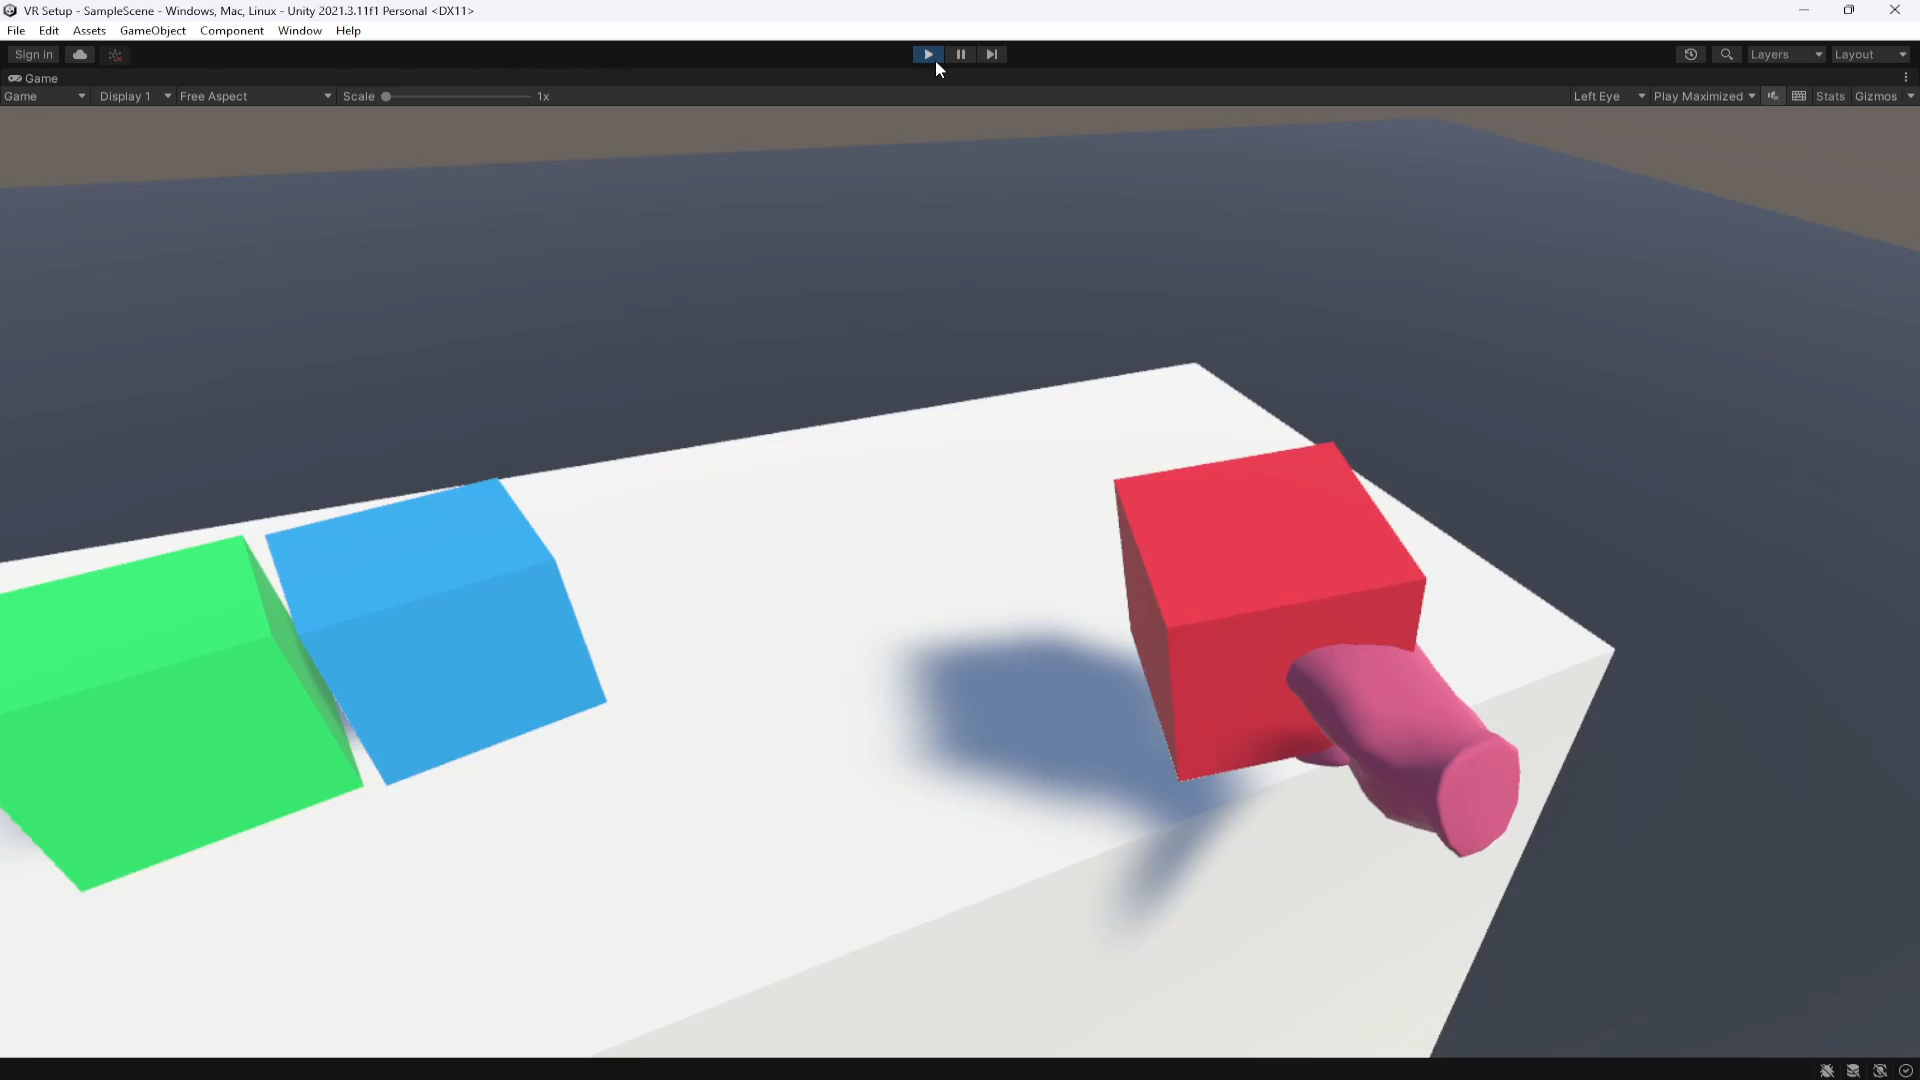 VR Setup - SampleScene - Windows, Mac, Linux - Unity 2021.3.11f1 Personal <DX11>
File Edit Assets GameObject Component Window Help
Sign in Layers Layout
Game
Game Display 1 Free Aspect Scale 1x Left Eye Play Maximized Stats Gizmos